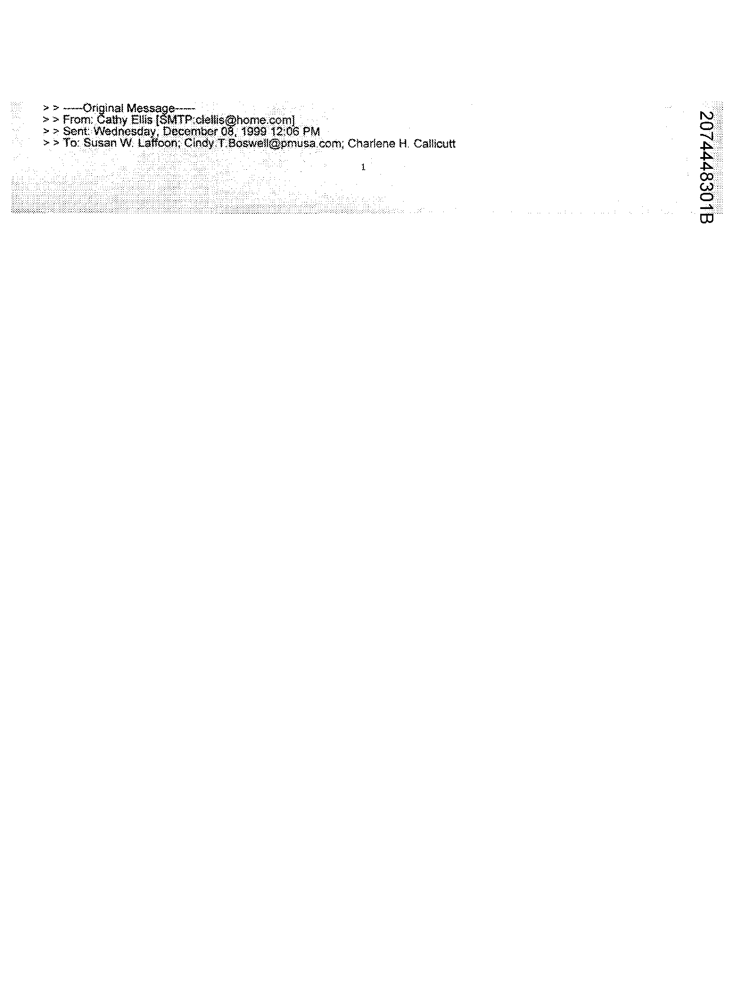 > > -----Original Message-----
> > From: Cathy Ellis [SMTP:clellis@home.com]
> > Sent: Wednesday, December 08, 1999 12:06 PM
> > To: Susan W. Laffoon; Cindy.T.Boswell@pmusa.com; Charlene H. Callicutt
1
2074448301B